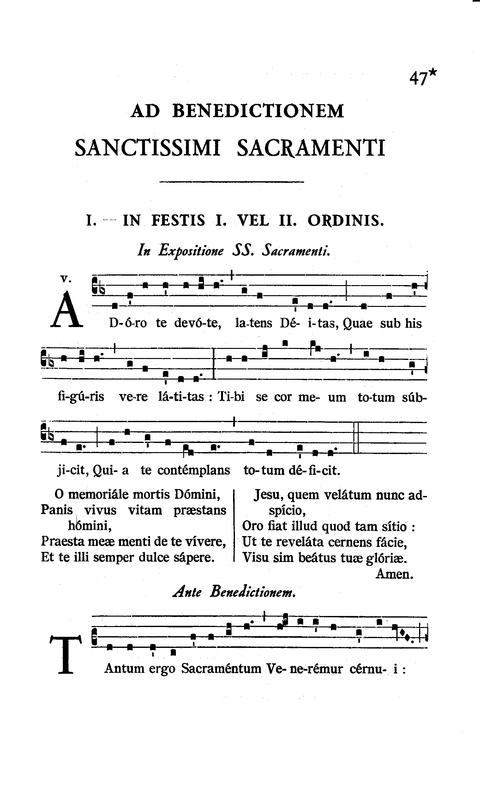 47*
AD BENEDICTIONEM
SANCTISSIMI SACRAMENTI
I. — IN FESTIS I. VEL II. ORDINIS.
In Expositione SS. Sacramenti.
V.
A D-ó-ro te devó-te, la-tens Dé- i-tas, Quae sub his
fi-gú-ris ve-re lá-ti-tas : Ti-bi se cor me- um to-tum súb-
ji-cit, Qui- a te contémplans to-tum dé-fi-cit.
O memoriále mortis Dómini,
Panis vivus vitam præstans
hómini,
Praesta meæ menti de te vívere,
Et te illi semper dulce sápere.
Jesu, quem velátum nunc ad-
spício,
Oro fiat illud quod tam sítio :
Ut te reveláta cernens fácie,
Visu sim beátus tuæ glóriæ.
Amen.
Ante Benedictionem.
T Antum ergo Sacraméntum Ve- ne-rémur cérnu- i :